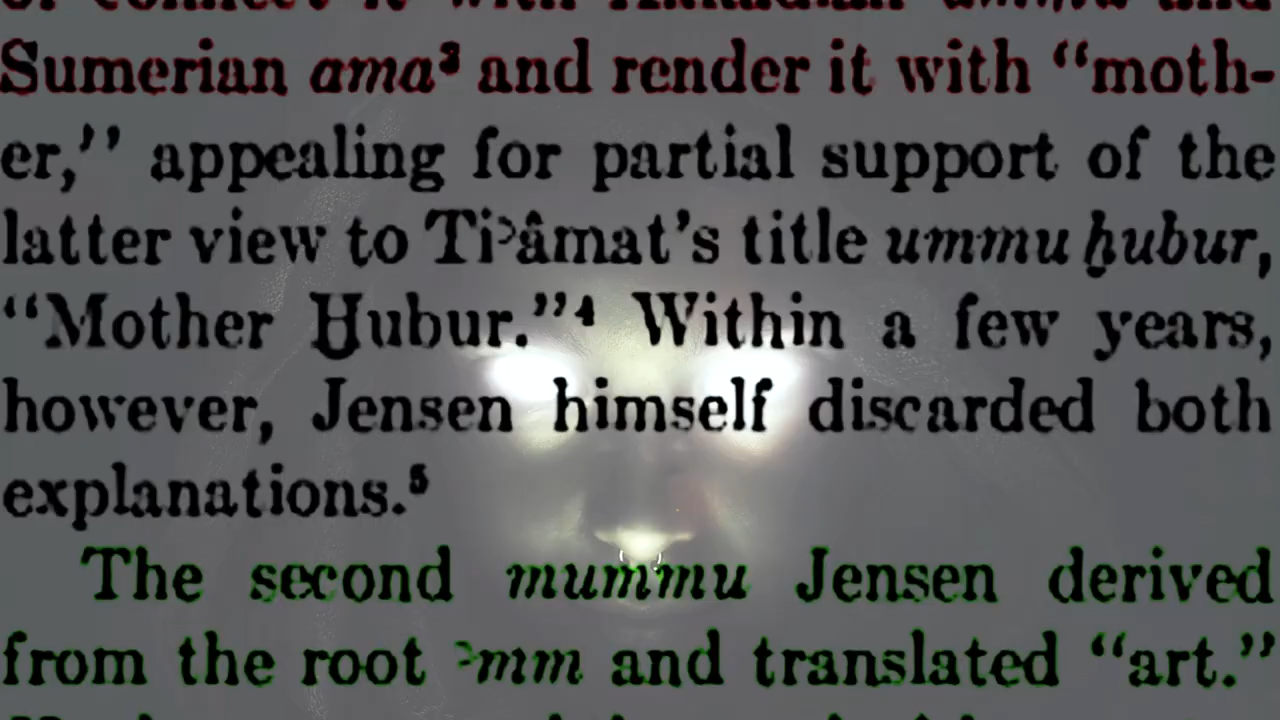 Sumerian ama³ and render it with “moth-
er,” appealing for partial support of the
latter view to Tiʾâmat’s title ummu ḫubur,
“Mother Ḫubur.”⁴ Within a few years,
however, Jensen himself discarded both
explanations.⁵
The second mummu Jensen derived
from the root ʾmm and translated “art.”